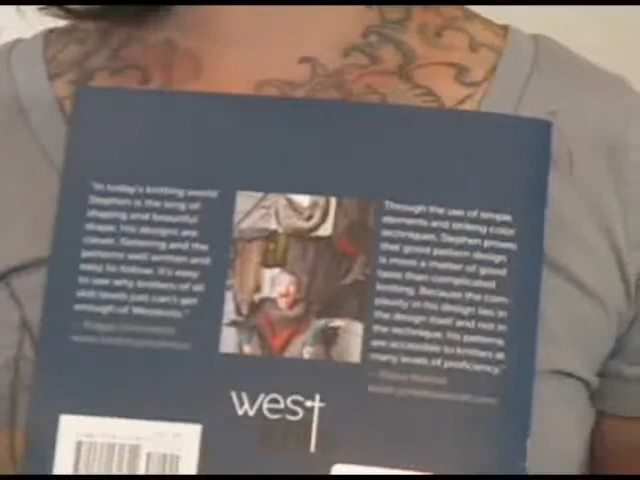 "In today's knitting world
Stephen is the king of
shaping and beautiful
drape. His designs are
clever, flattering and the
patterns well written and
easy to follow. It's easy
to see why knitters of all
skill levels just can't get
enough of Westknits."
Through the use of simple
elements and striking color
techniques, Stephen proves
that good pattern design
is more a matter of good
taste than complicated
knitting. Because the com-
plexity in his design lies in
the design itself and not in
the technique, his patterns
are accessible to knitters at
many levels of proficiency."
west